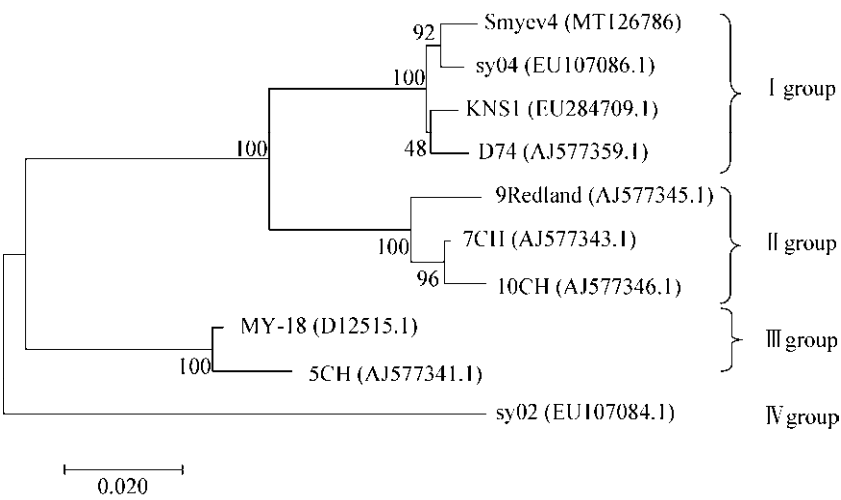 Smyev4 (MT126786)
92
sy04 (EU107086.1)
100
I group
KNS1 (EU284709.1)
48
D74 (AJ577359.1)
100
9Redland (AJ577345.1)
7CH (AJ577343.1)
100
II group
96
10CH (AJ577346.1)
MY-18 (D12515.1)
III group
100
5CH (AJ577341.1)
sy02 (EU107084.1)
IV group
0.020